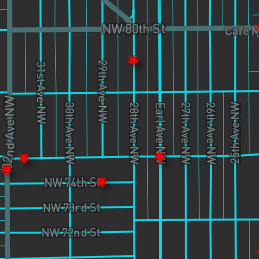 NW 80th St
Café N
31st Ave NW
29th Ave NW
32nd Ave NW
30th Ave NW
28th Ave NW
Earl Ave NW
27th Ave NW
26th Ave NW
25th Ave NW
NW 74th St
NW 73rd St
NW 72nd St